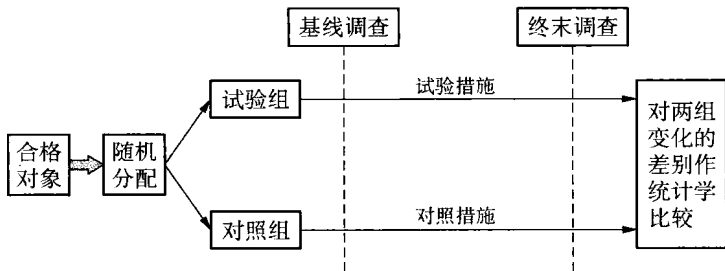 基线调查
终末调查
试验组
试验措施
合格
对象
随机
分配
对照组
对照措施
对两组
变化的
差别作
统计学
比较